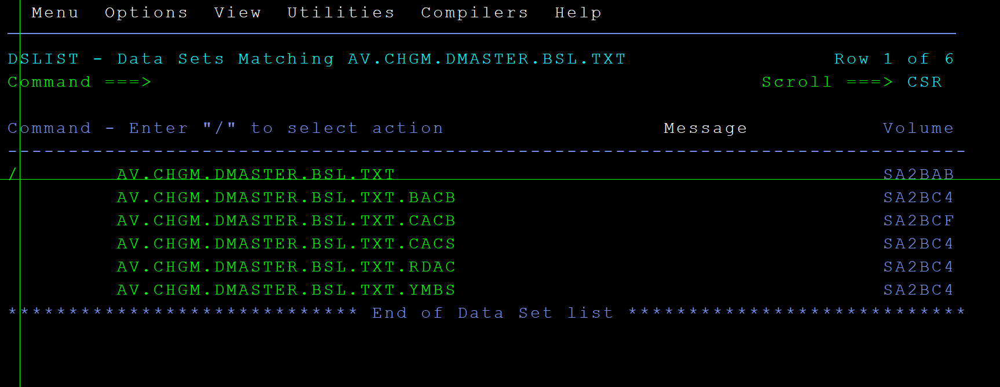 Menu Options View Utilities Compilers Help
DSLIST - Data Sets Matching AV.CHGM.DMASTER.BSL.TXT Row 1 of 6
Command ===> Scroll ===> CSR
Command - Enter "/" to select action Message Volume
-------------------------------------------------------------------------------
/ AV.CHGM.DMASTER.BSL.TXT SA2BAB
AV.CHGM.DMASTER.BSL.TXT.BACB SA2BC4
AV.CHGM.DMASTER.BSL.TXT.CACB SA2BCF
AV.CHGM.DMASTER.BSL.TXT.CACS SA2BC4
AV.CHGM.DMASTER.BSL.TXT.RDAC SA2BC4
AV.CHGM.DMASTER.BSL.TXT.YMBS SA2BC4
***************************** End of Data Set list ****************************